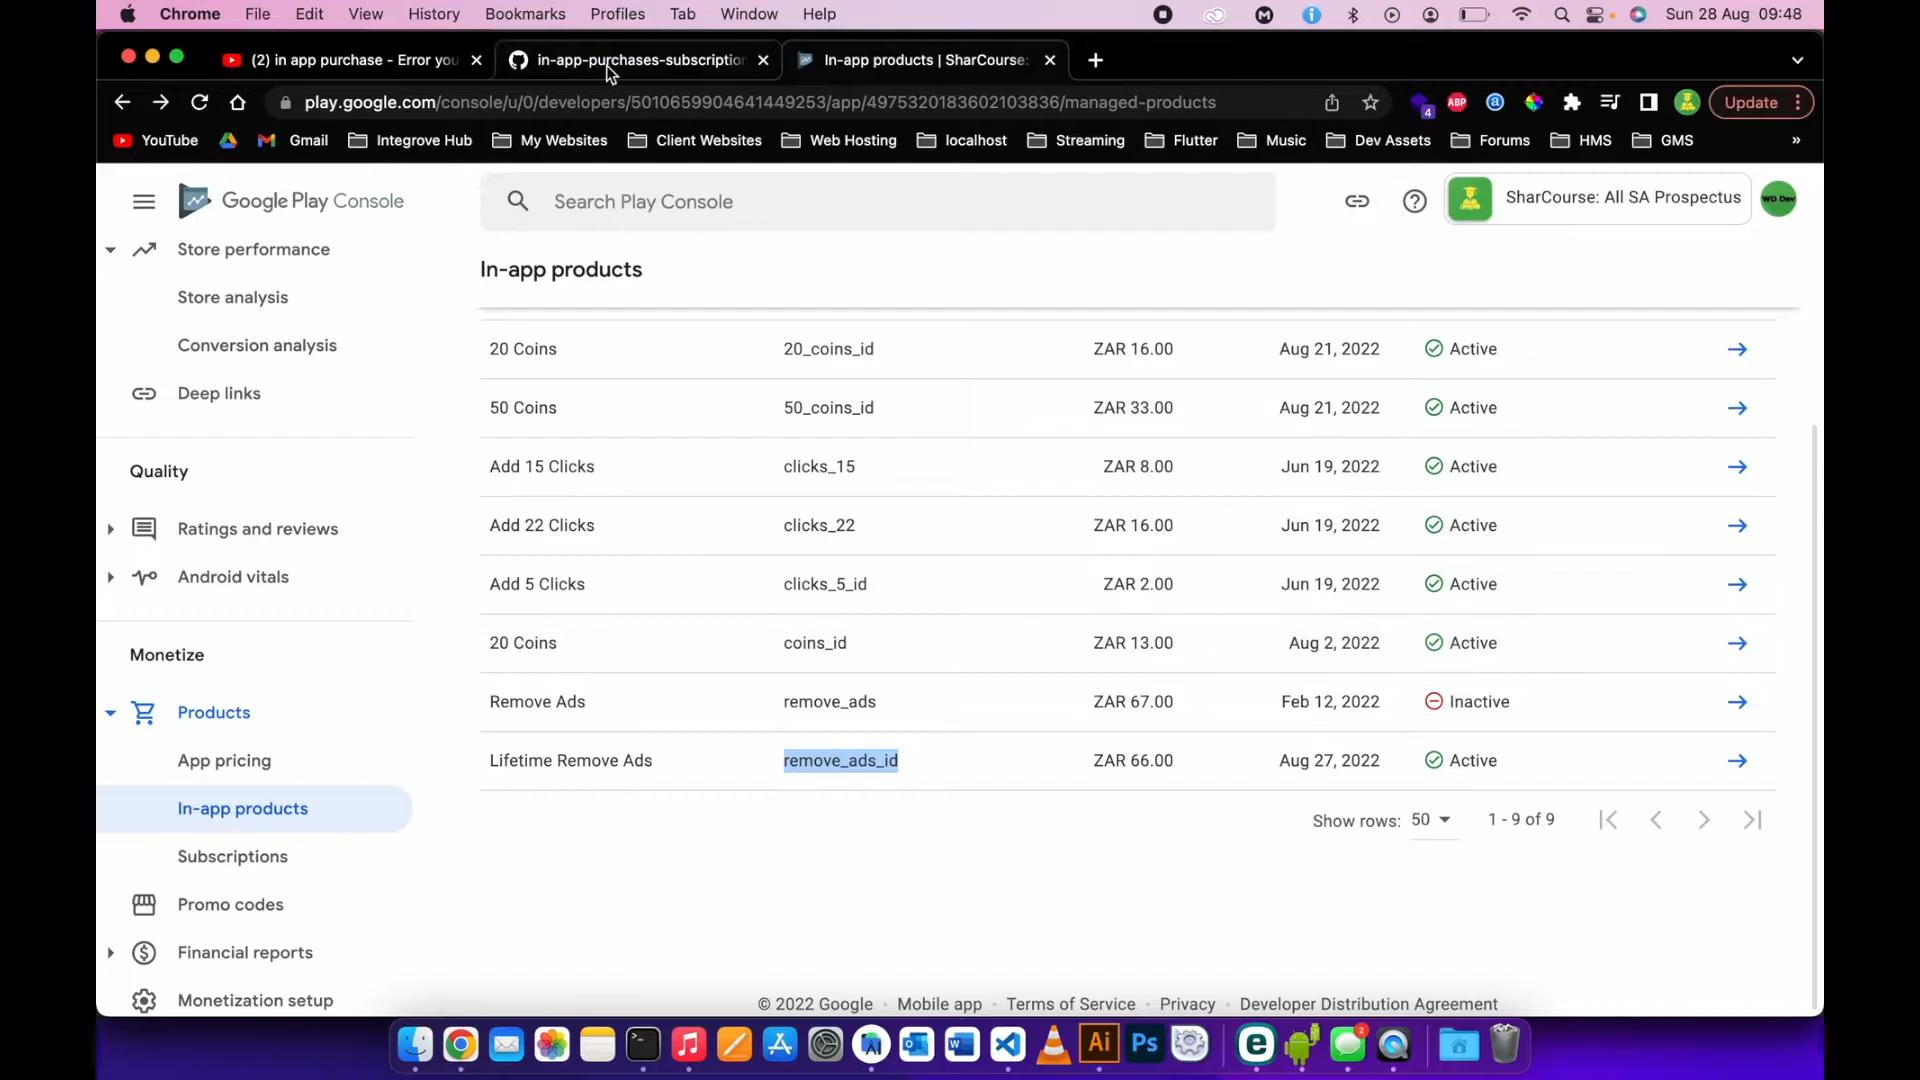 Chrome File Edit View History Bookmarks Profiles Tab Window Help Sun 28 Aug 09:48
(2) in app purchase - Error you in-app-purchases-subscription In-app products | SharCourse:
play.google.com/console/u/0/developers/5010659904641449253/app/4975320183602103836/managed-products 4 ABP a Update
YouTube Gmail Integrove Hub My Websites Client Websites Web Hosting localhost Streaming Flutter Music Dev Assets Forums HMS GMS »
Google Play Console Search Play Console SharCourse: All SA Prospectus WD Dev
Store performance
Store analysis
Conversion analysis
Deep links
Quality
Ratings and reviews
Android vitals
Monetize
Products
App pricing
In-app products
Subscriptions
Promo codes
Financial reports
Monetization setup
In-app products
20 Coins 20_coins_id ZAR 16.00 Aug 21, 2022 Active
50 Coins 50_coins_id ZAR 33.00 Aug 21, 2022 Active
Add 15 Clicks clicks_15 ZAR 8.00 Jun 19, 2022 Active
Add 22 Clicks clicks_22 ZAR 16.00 Jun 19, 2022 Active
Add 5 Clicks clicks_5_id ZAR 2.00 Jun 19, 2022 Active
20 Coins coins_id ZAR 13.00 Aug 2, 2022 Active
Remove Ads remove_ads ZAR 67.00 Feb 12, 2022 Inactive
Lifetime Remove Ads remove_ads_id ZAR 66.00 Aug 27, 2022 Active
Show rows: 50 1 - 9 of 9
© 2022 Google · Mobile app · Terms of Service · Privacy · Developer Distribution Agreement
Ai Ps e 2